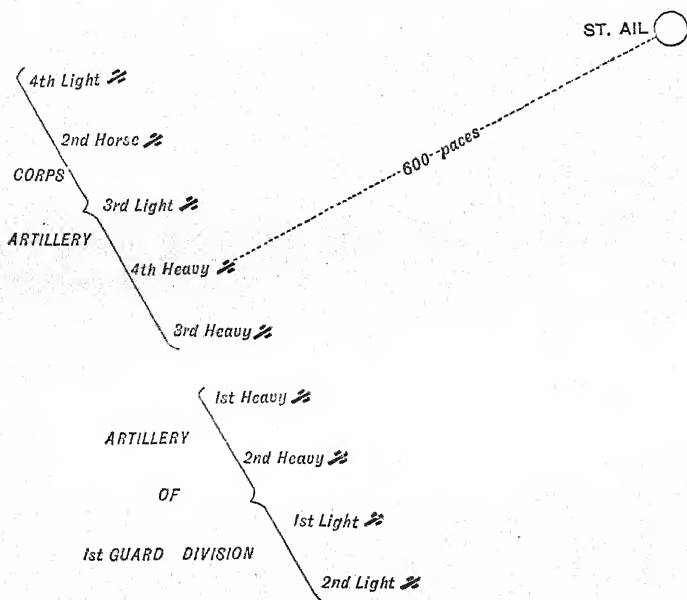 ST. AIL
4th Light
2nd Horse
600 paces
CORPS
3rd Light
ARTILLERY
4th Heavy
3rd Heavy
1st Heavy
ARTILLERY
2nd Heavy
OF
1st Light
1st GUARD DIVISION
2nd Light